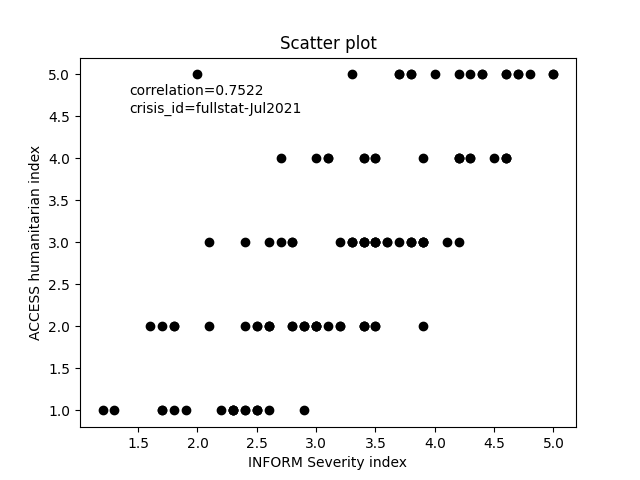 Scatter plot
5.0
4.5
4.0
3.5
3.0
2.5
2.0
1.5
1.0
ACCESS humanitarian index
correlation=0.7522
crisis_id=fullstat-Jul2021
1.5 2.0 2.5 3.0 3.5 4.0 4.5 5.0
INFORM Severity index